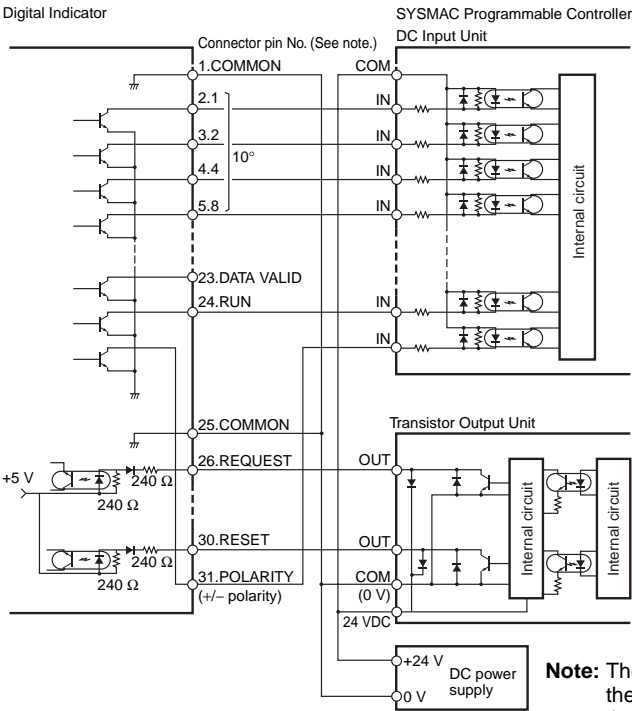 Digital Indicator
SYSMAC Programmable Controller
DC Input Unit
Connector pin No. (See note.)
1.COMMON
COM
2.1
IN
3.2
IN
10°
4.4
IN
5.8
IN
Internal circuit
23.DATA VALID
24.RUN
IN
IN
25.COMMON
Transistor Output Unit
26.REQUEST
OUT
+5 V
240 Ω
240 Ω
Internal circuit
Internal circuit
30.RESET
OUT
240 Ω
240 Ω
31.POLARITY
(+/− polarity)
COM
(0 V)
24 VDC
+24 V
DC power
supply
0 V
Note: The
the